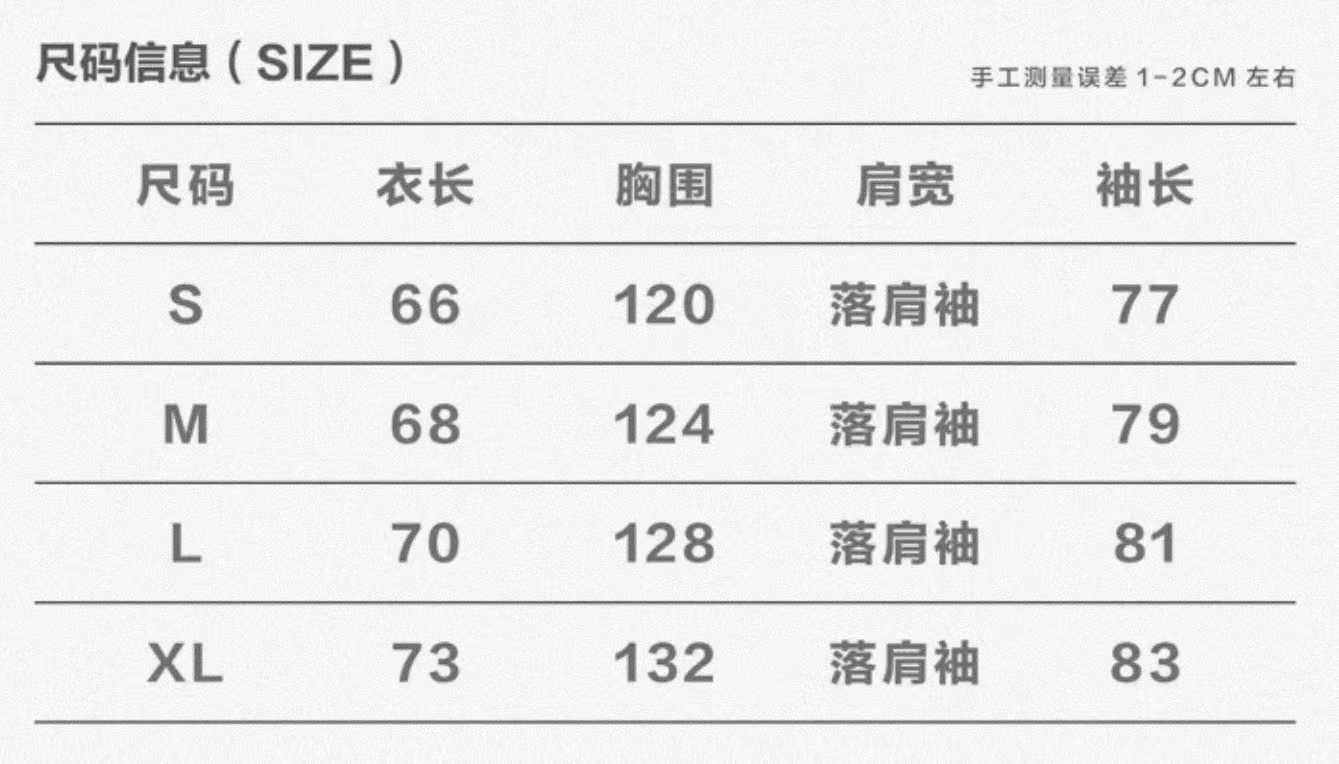 尺码信息（SIZE）
手工测量误差 1-2CM 左右
尺码 衣长 胸围 肩宽 袖长
S 66 120 落肩袖 77
M 68 124 落肩袖 79
L 70 128 落肩袖 81
XL 73 132 落肩袖 83